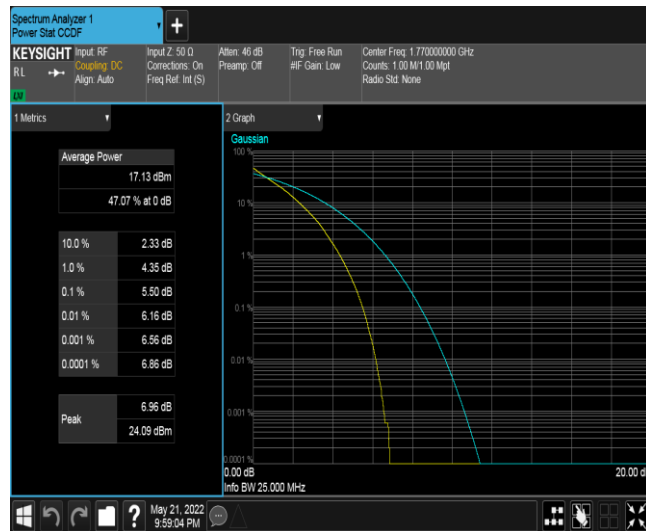 Spectrum Analyzer 1
Power Stat CCDF
+
KEYSIGHT
RL
LV
Input: RF
Coupling: DC
Align: Auto
Input Z: 50 Ω
Corrections: On
Freq Ref: Int (S)
Atten: 46 dB
Preamp: Off
Trig: Free Run
#IF Gain: Low
Center Freq: 1.770000000 GHz
Counts: 1.00 M/1.00 Mpt
Radio Std: None
1 Metrics
Average Power
17.13 dBm
47.07 % at 0 dB
10.0 % 2.33 dB
1.0 % 4.35 dB
0.1 % 5.50 dB
0.01 % 6.16 dB
0.001 % 6.56 dB
0.0001 % 6.86 dB
Peak
6.96 dB
24.09 dBm
2 Graph
Gaussian
100 %
10 %
1 %
0.1 %
0.01 %
0.001 %
0.0001 %
0.00 dB
20.00 d
Info BW 25.000 MHz
?
May 21, 2022
9:59:04 PM